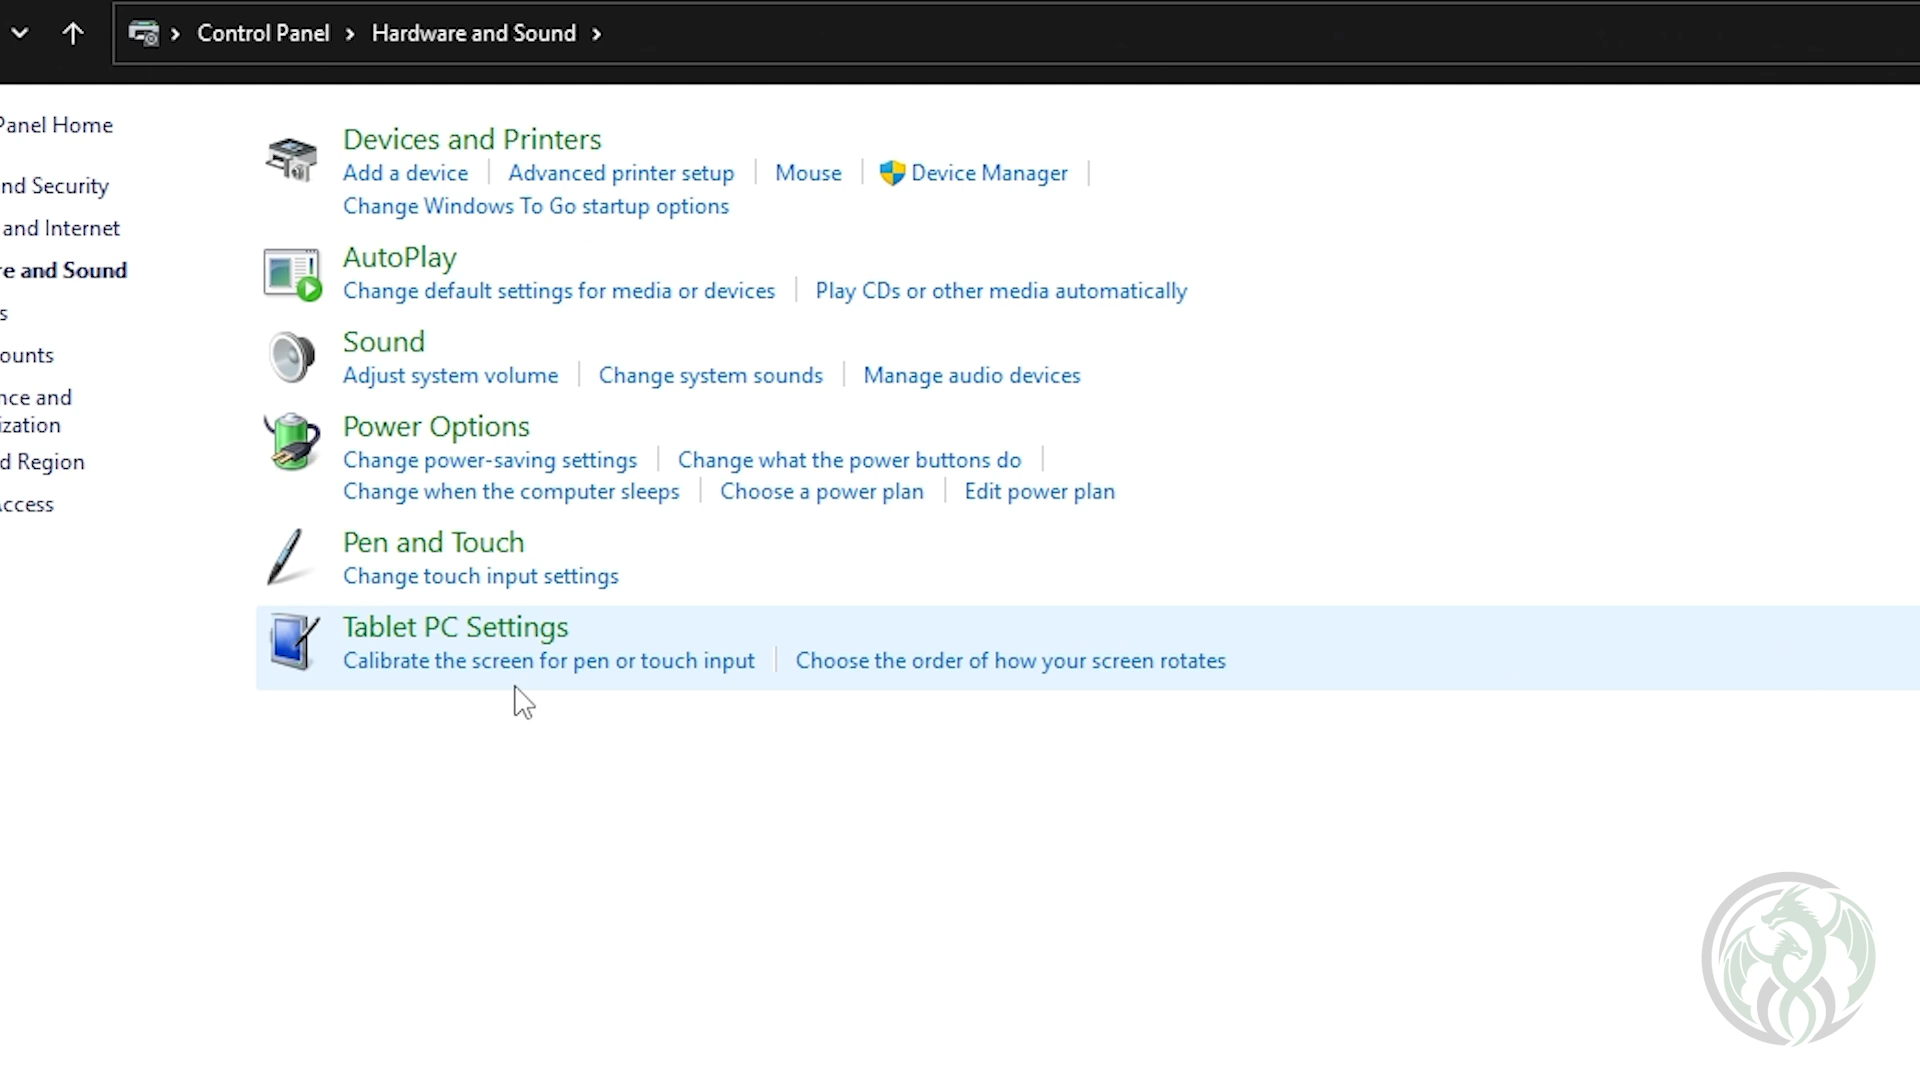 Control Panel > Hardware and Sound >
Panel Home
nd Security
and Internet
re and Sound
s
ounts
nce and
ization
d Region
ccess
Devices and Printers
Add a device | Advanced printer setup | Mouse | Device Manager |
Change Windows To Go startup options
AutoPlay
Change default settings for media or devices | Play CDs or other media automatically
Sound
Adjust system volume | Change system sounds | Manage audio devices
Power Options
Change power-saving settings | Change what the power buttons do |
Change when the computer sleeps | Choose a power plan | Edit power plan
Pen and Touch
Change touch input settings
Tablet PC Settings
Calibrate the screen for pen or touch input | Choose the order of how your screen rotates